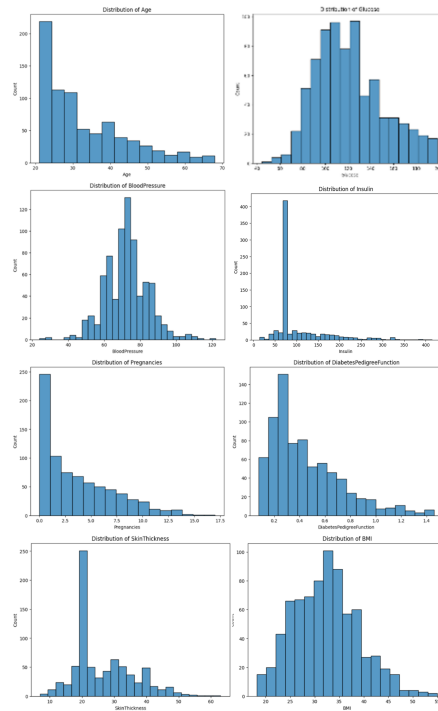 Distribution of Age
200
150
100
50
0
20 30 40 50 60 70
Count
Age
Count
Distribution of BloodPressure
120
100
80
60
40
20
0
40 60 80 100 120
Count
BloodPressure
Distribution of Insulin
400
300
200
100
0
50 100 150 200 250 300 350 400
Count
Insulin
Distribution of Pregnancies
250
200
150
100
50
0
0.0 2.5 5.0 7.5 10.0 12.5 15.0 17.5
Count
Pregnancies
Distribution of DiabetesPedigreeFunction
140
120
100
80
60
40
20
0
0.2 0.4 0.6 0.8 1.0 1.2 1.4
Count
DiabetesPedigreeFunction
Distribution of SkinThickness
250
200
150
100
50
0
10 20 30 40 50 60
Count
SkinThickness
Distribution of BMI
100
80
60
40
20
0
20 25 30 35 40 45 50 55
Count
BMI